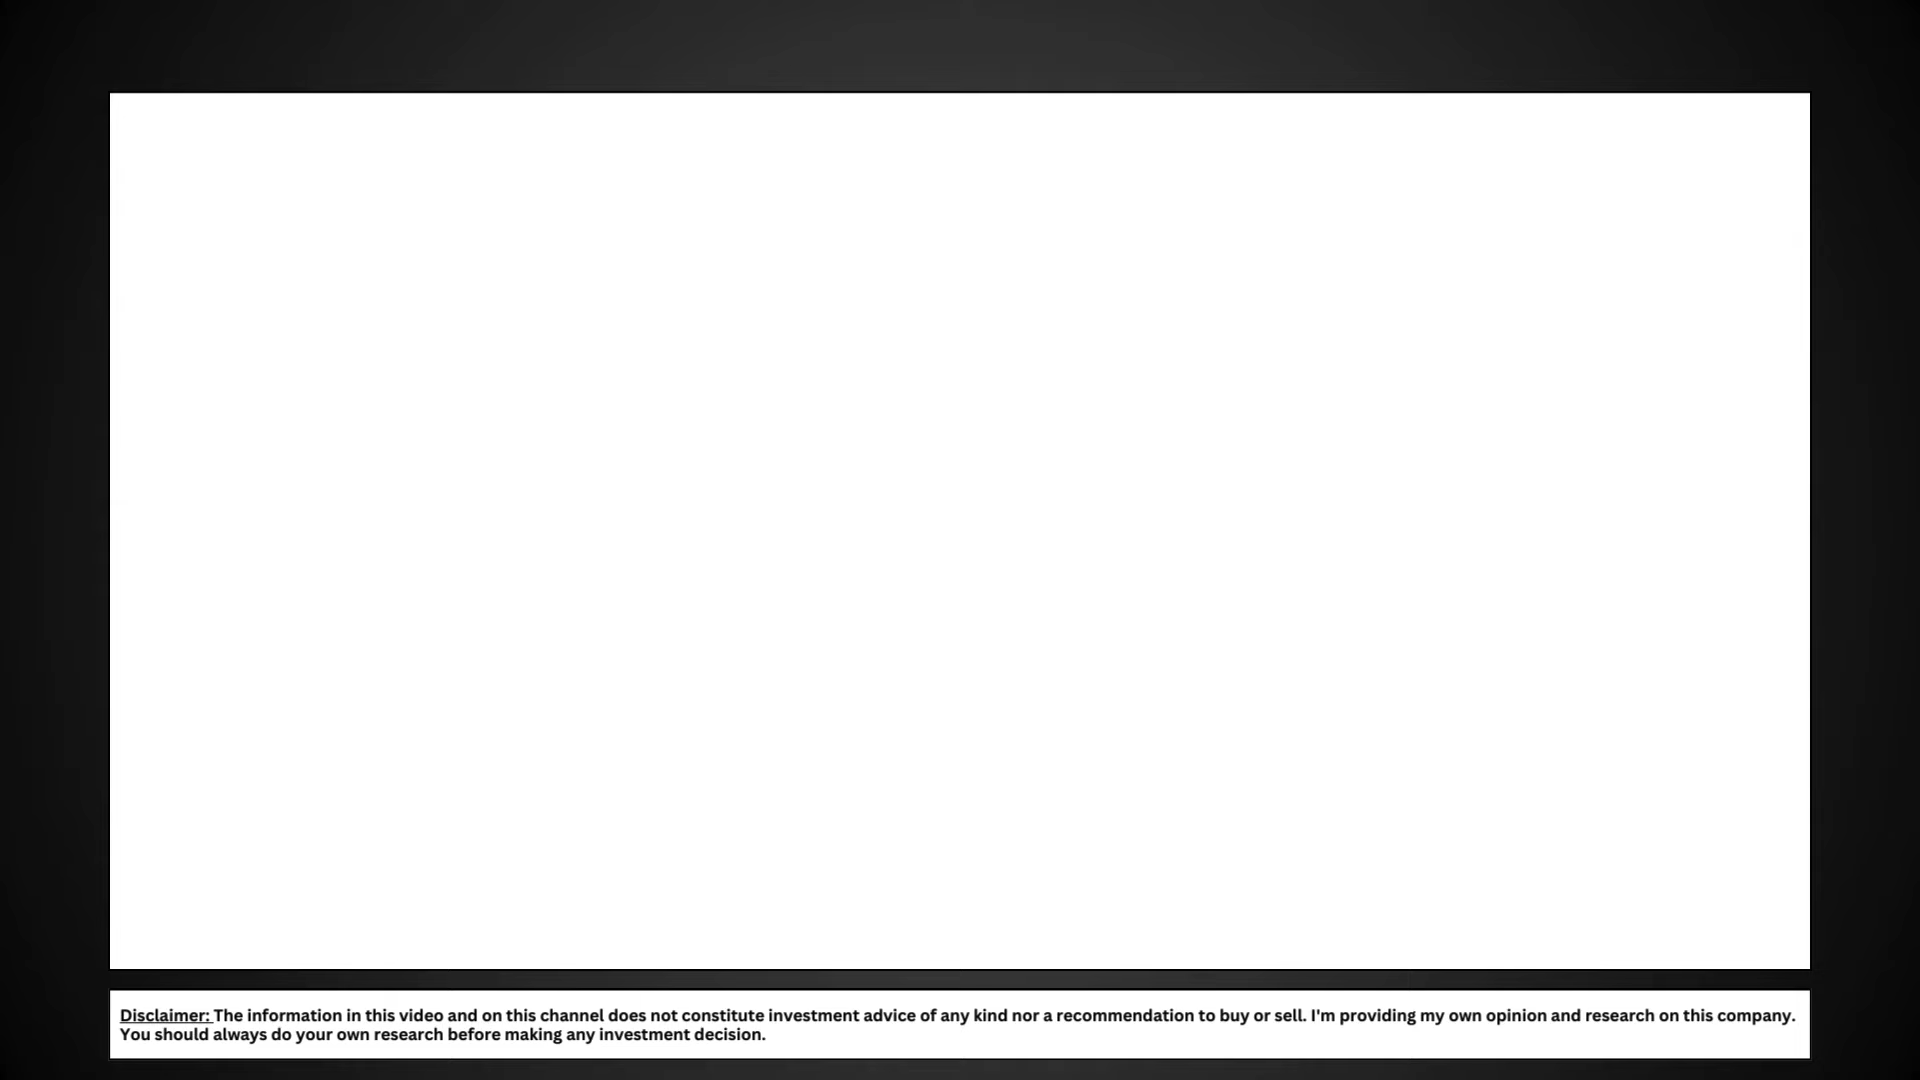 Disclaimer: The information in this video and on this channel does not constitute investment advice of any kind nor a recommendation to buy or sell. I'm providing my own opinion and research on this company.
You should always do your own research before making any investment decision.